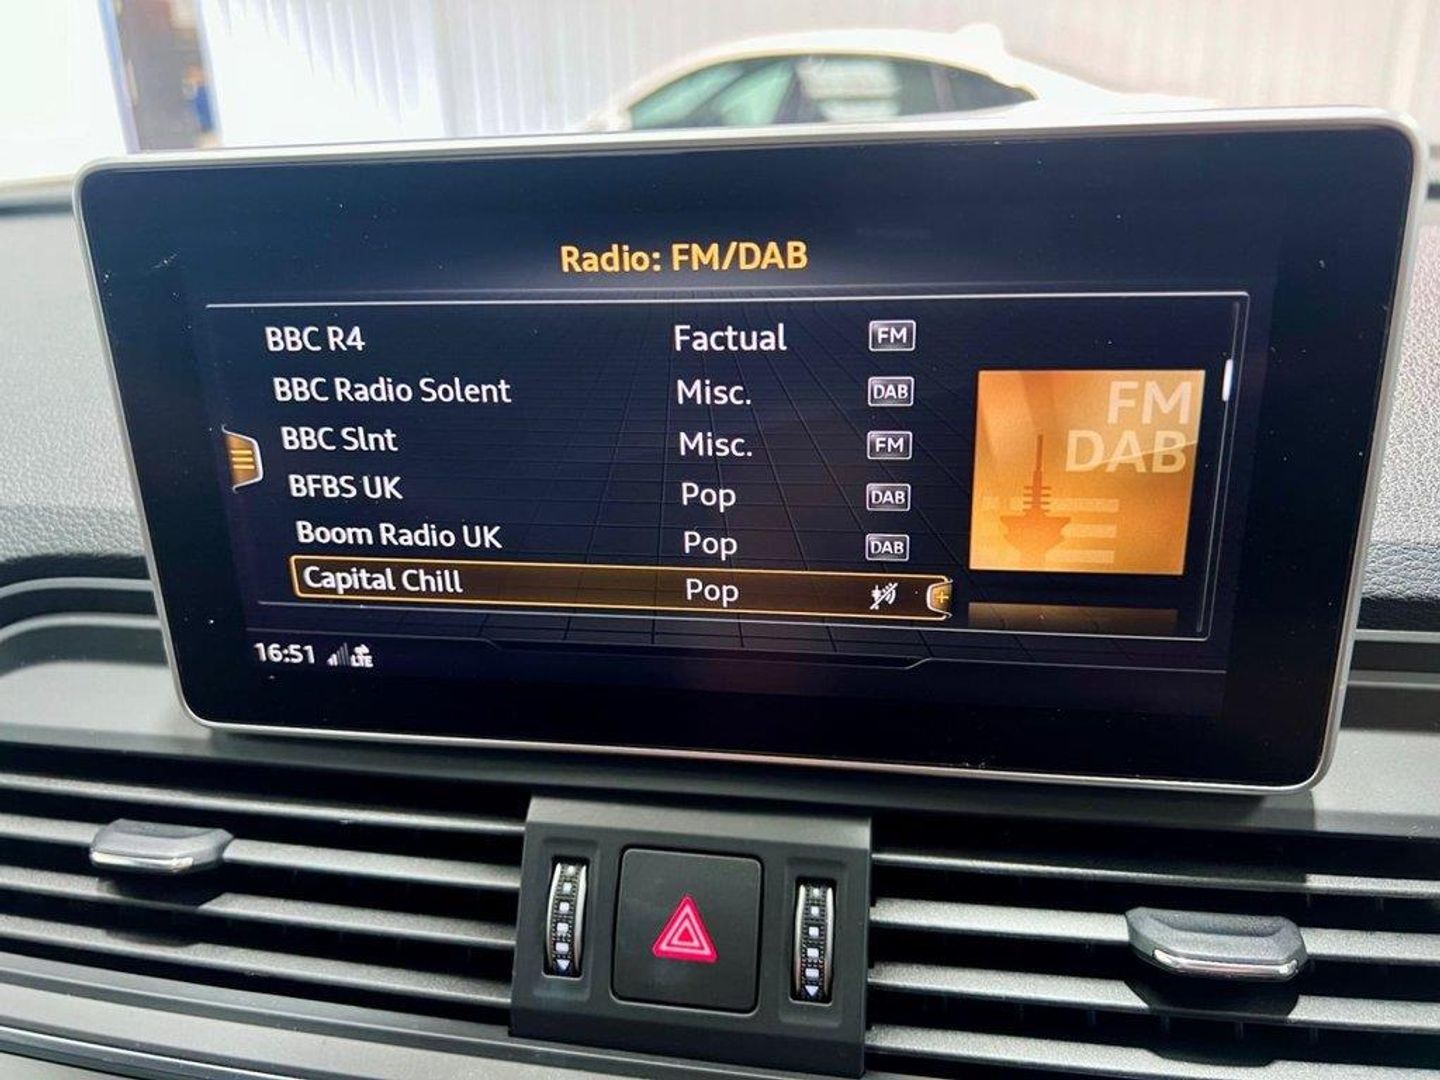 Radio: FM/DAB
BBC R4 Factual FM
BBC Radio Solent Misc. DAB
BBC Slnt Misc. FM
BFBS UK Pop DAB
Boom Radio UK Pop DAB
Capital Chill Pop +
FM
DAB
16:51 LTE